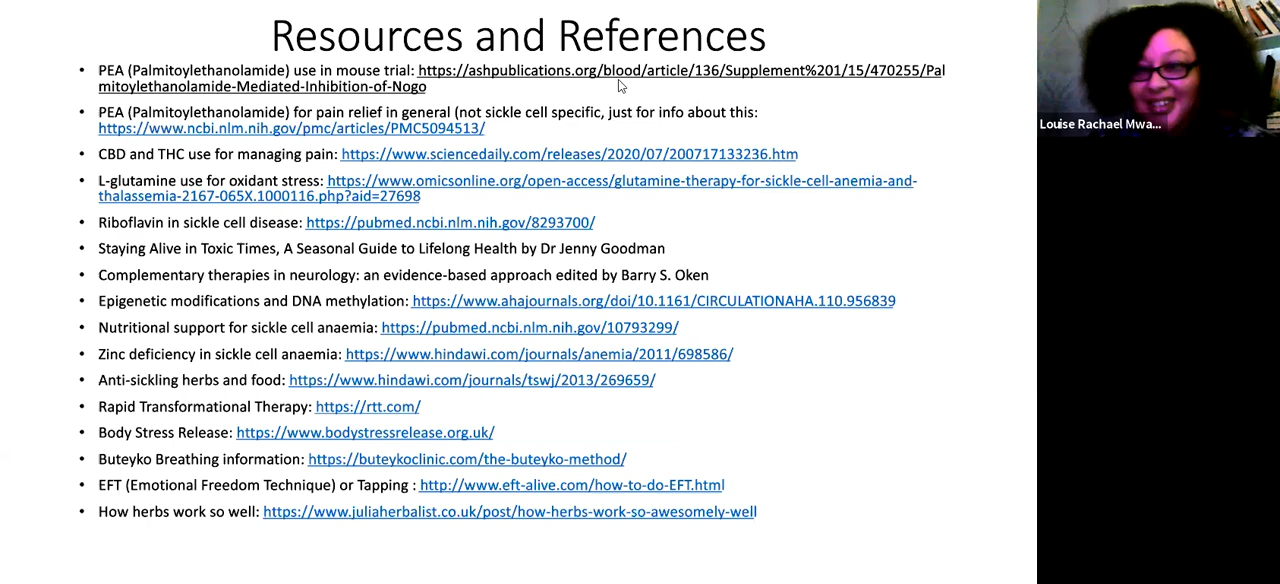 Resources and References
• PEA (Palmitoylethanolamide) use in mouse trial: https://ashpublications.org/blood/article/136/Supplement%201/15/470255/Pal
mitoylethanolamide-Mediated-Inhibition-of-Nogo
• PEA (Palmitoylethanolamide) for pain relief in general (not sickle cell specific, just for info about this:
https://www.ncbi.nlm.nih.gov/pmc/articles/PMC5094513/
• CBD and THC use for managing pain: https://www.sciencedaily.com/releases/2020/07/200717133236.htm
• L-glutamine use for oxidant stress: https://www.omicsonline.org/open-access/glutamine-therapy-for-sickle-cell-anemia-and-
thalassemia-2167-065X.1000116.php?aid=27698
• Riboflavin in sickle cell disease: https://pubmed.ncbi.nlm.nih.gov/8293700/
• Staying Alive in Toxic Times, A Seasonal Guide to Lifelong Health by Dr Jenny Goodman
• Complementary therapies in neurology: an evidence-based approach edited by Barry S. Oken
• Epigenetic modifications and DNA methylation: https://www.ahajournals.org/doi/10.1161/CIRCULATIONAHA.110.956839
• Nutritional support for sickle cell anaemia: https://pubmed.ncbi.nlm.nih.gov/10793299/
• Zinc deficiency in sickle cell anaemia: https://www.hindawi.com/journals/anemia/2011/698586/
• Anti-sickling herbs and food: https://www.hindawi.com/journals/tswj/2013/269659/
• Rapid Transformational Therapy: https://rtt.com/
• Body Stress Release: https://www.bodystressrelease.org.uk/
• Buteyko Breathing information: https://buteykoclinic.com/the-buteyko-method/
• EFT (Emotional Freedom Technique) or Tapping : http://www.eft-alive.com/how-to-do-EFT.html
• How herbs work so well: https://www.juliaherbalist.co.uk/post/how-herbs-work-so-awesomely-well
Louise Rachael Mwa...